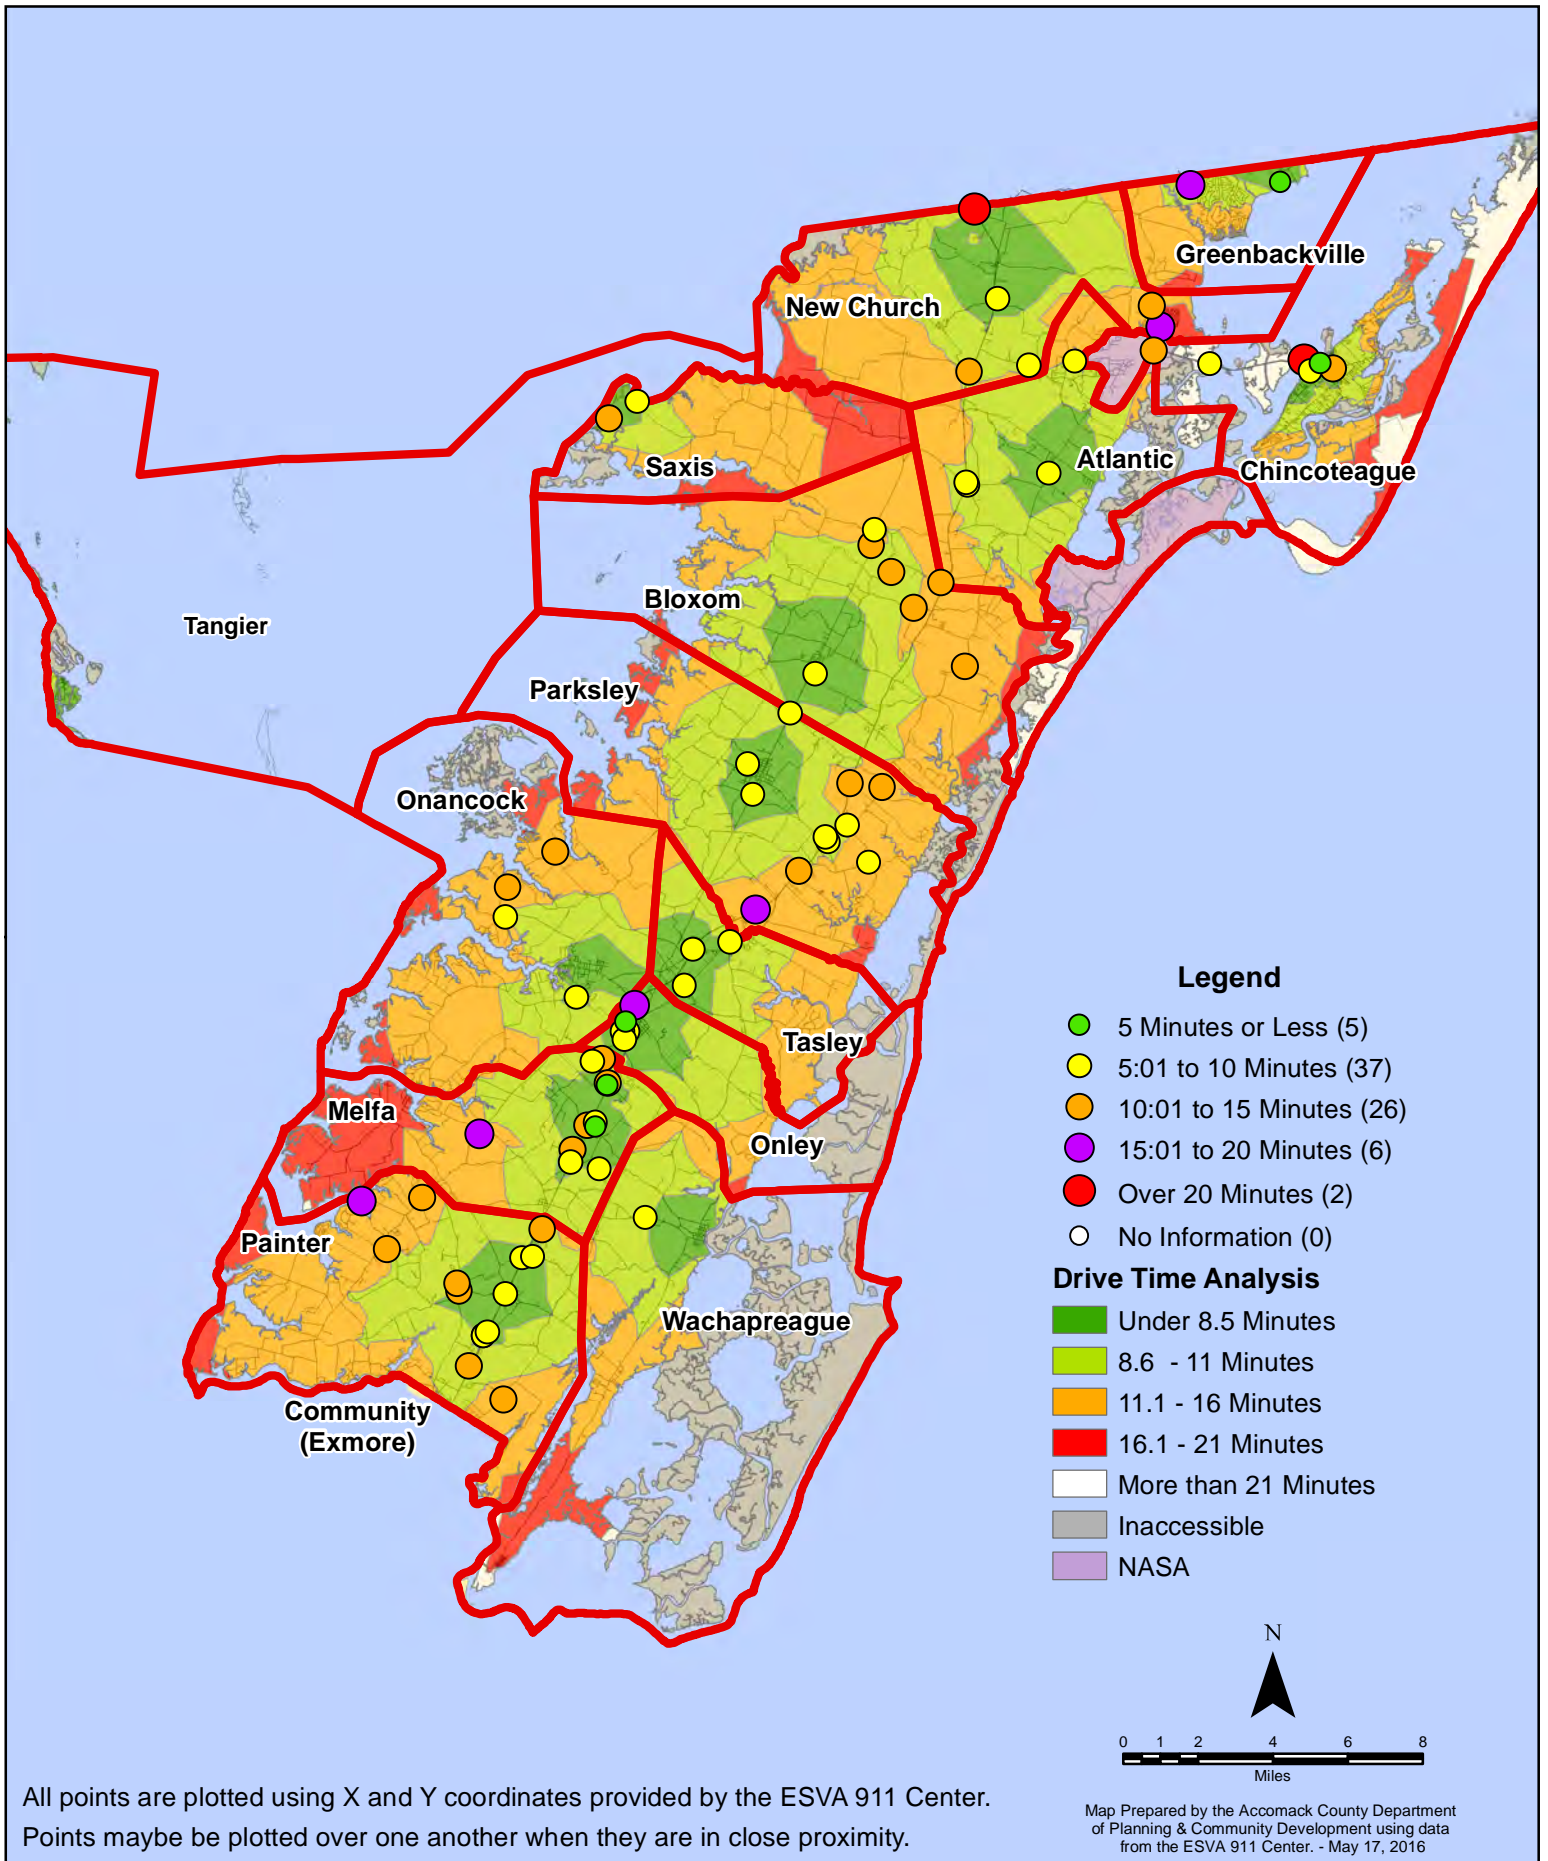 Greenbackville
New Church
Atlantic
Chincoteague
Saxis
Bloxom
Tangier
Parksley
Onancock
Tasley
Melfa
Onley
Painter
Wachapreague
Community
(Exmore)
Legend
5 Minutes or Less (5)
5:01 to 10 Minutes (37)
10:01 to 15 Minutes (26)
15:01 to 20 Minutes (6)
Over 20 Minutes (2)
No Information (0)
Drive Time Analysis
Under 8.5 Minutes
8.6 - 11 Minutes
11.1 - 16 Minutes
16.1 - 21 Minutes
More than 21 Minutes
Inaccessible
NASA
N
0 1 2 4 6 8
Miles
All points are plotted using X and Y coordinates provided by the ESVA 911 Center.
Points maybe be plotted over one another when they are in close proximity.
Map Prepared by the Accomack County Department
of Planning & Community Development using data
from the ESVA 911 Center. - May 17, 2016